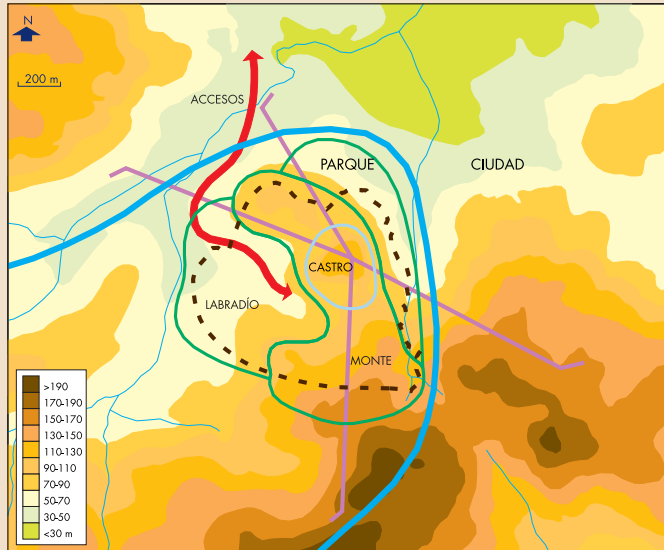 N
200 m
ACCESOS
PARQUE
CIUDAD
CASTRO
LABRADÍO
MONTE
>190
170-190
150-170
130-150
110-130
90-110
70-90
50-70
30-50
<30 m